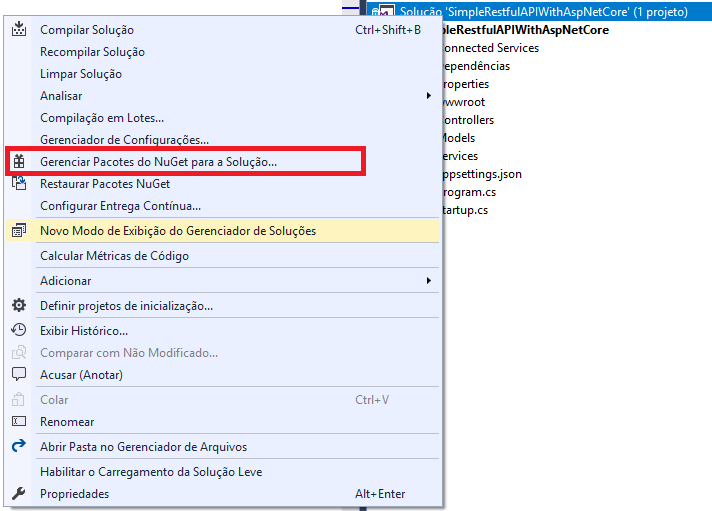 Solução 'SimpleRestfulAPIWithAspNetCore' (1 projeto)
pleRestfulAPIWithAspNetCore
onnected Services
ependências
roperties
wwroot
ontrollers
Models
ervices
ppsettings.json
rogram.cs
tartup.cs
Compilar Solução Ctrl+Shift+B
Recompilar Solução
Limpar Solução
Analisar
Compilação em Lotes...
Gerenciador de Configurações...
Gerenciar Pacotes do NuGet para a Solução...
Restaurar Pacotes NuGet
Configurar Entrega Contínua...
Novo Modo de Exibição do Gerenciador de Soluções
Calcular Métricas de Código
Adicionar
Definir projetos de inicialização...
Exibir Histórico...
Comparar com Não Modificado...
Acusar (Anotar)
Colar Ctrl+V
Renomear
Abrir Pasta no Gerenciador de Arquivos
Habilitar o Carregamento da Solução Leve
Propriedades Alt+Enter